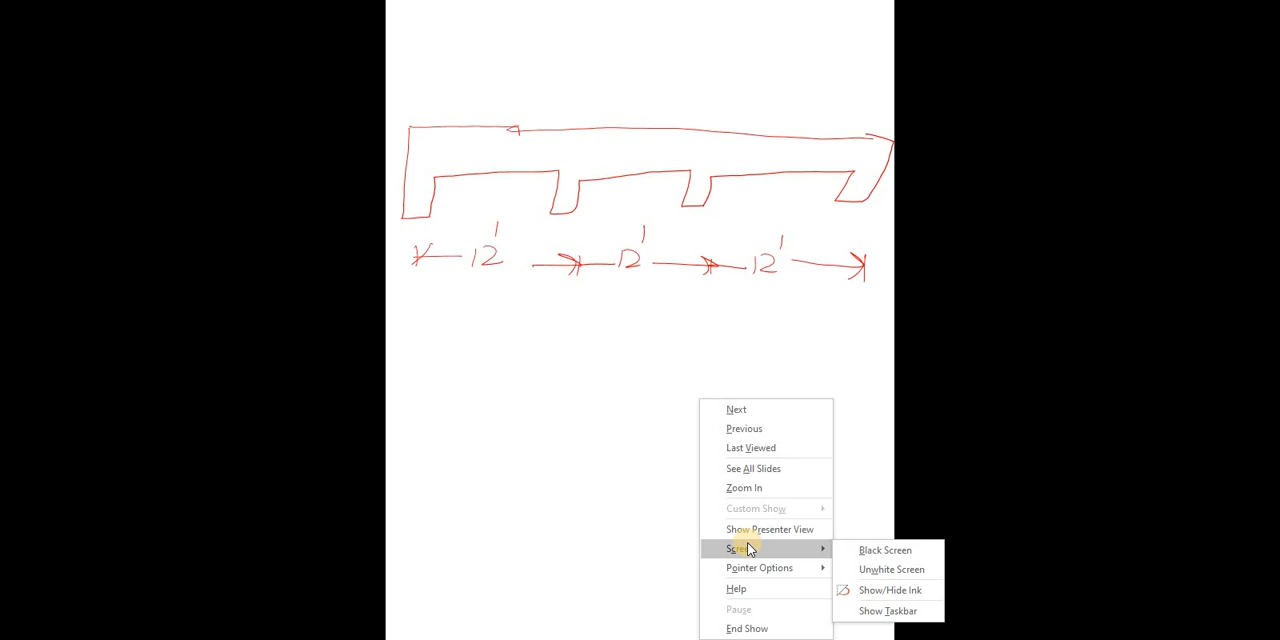 12' 12' 12'
Next
Previous
Last Viewed
See All Slides
Zoom In
Custom Show
Show Presenter View
Screen
Pointer Options
Help
Pause
End Show
Black Screen
Unwhite Screen
Show/Hide Ink
Show Taskbar